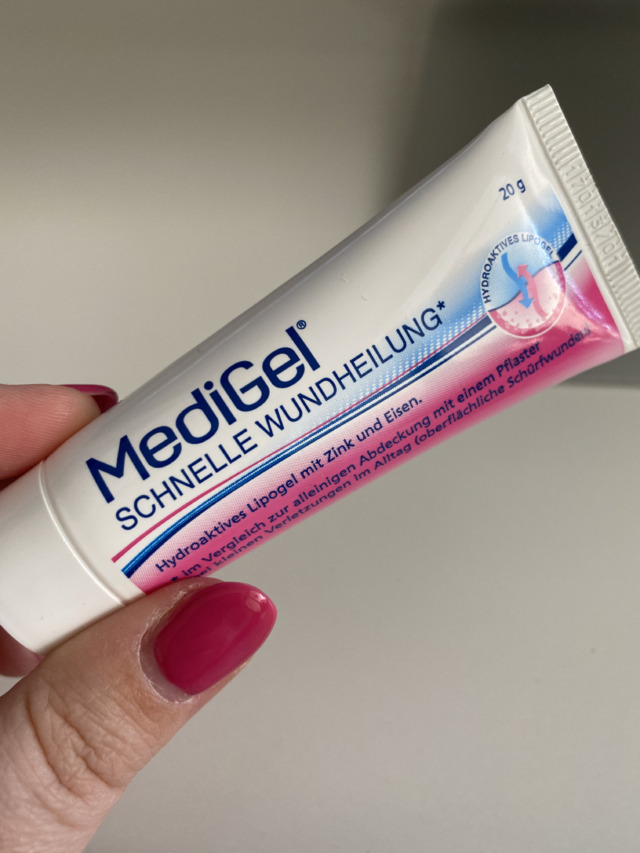 20 g
HYDROAKTIVES LIPOGEL
MediGel®
SCHNELLE WUNDHEILUNG*
Hydroaktives Lipogel mit Zink und Eisen.
* im Vergleich zur alleinigen Abdeckung mit einem Pflaster
bei kleinen Verletzungen im Alltag (oberflächliche Schürfwunden)